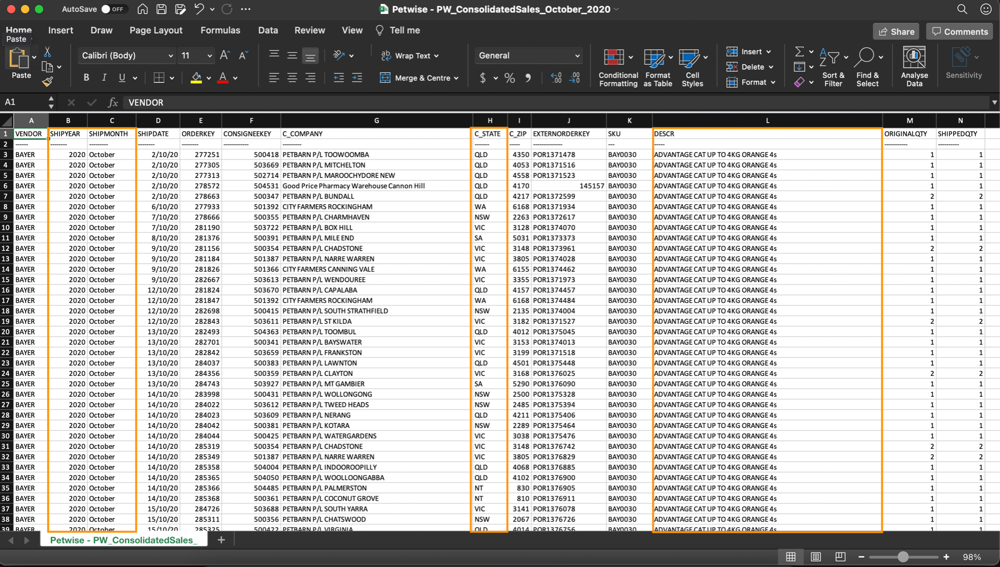 AutoSave OFF
Petwise - PW_ConsolidatedSales_October_2020
Home Insert Draw Page Layout Formulas Data Review View Tell me Share Comments
Paste
Calibri (Body) 11 Wrap Text General Insert
B I U Merge & Centre $ % Delete
Paste Conditional Formatting Format as Table Cell Styles Format Sort & Filter Find & Select Analyse Data Sensitivity
A1 fx VENDOR
A B C D E F G H I J K L M N
1 VENDOR SHIPYEAR SHIPMONTH SHIPDATE ORDERKEY CONSIGNEEKEY C_COMPANY C_STATE C_ZIP EXTERNORDERKEY SKU DESCR ORIGINALQTY SHIPPEDQTY
2 ------ -------- --------- -------- -------- ------------ --------- ------- ----- -------------- --- ----- ----------- ----------
3 BAYER 2020 October 2/10/20 277251 500418 PETBARN P/L TOOWOOMBA QLD 4350 POR1371478 BAY0030 ADVANTAGE CAT UP TO 4KG ORANGE 4s 1 1
4 BAYER 2020 October 2/10/20 277305 503669 PETBARN P/L MITCHELTON QLD 4053 POR1371516 BAY0030 ADVANTAGE CAT UP TO 4KG ORANGE 4s 1 1
5 BAYER 2020 October 2/10/20 277313 502714 PETBARN P/L MAROOCHYDORE NEW QLD 4558 POR1371523 BAY0030 ADVANTAGE CAT UP TO 4KG ORANGE 4s 1 1
6 BAYER 2020 October 2/10/20 278572 504531 Good Price Pharmacy Warehouse Cannon Hill QLD 4170 145157 BAY0030 ADVANTAGE CAT UP TO 4KG ORANGE 4s 1 1
7 BAYER 2020 October 2/10/20 278663 500347 PETBARN P/L BUNDALL QLD 4217 POR1372599 BAY0030 ADVANTAGE CAT UP TO 4KG ORANGE 4s 2 2
8 BAYER 2020 October 6/10/20 277933 501392 CITY FARMERS ROCKINGHAM WA 6168 POR1371934 BAY0030 ADVANTAGE CAT UP TO 4KG ORANGE 4s 1 1
9 BAYER 2020 October 7/10/20 278666 500355 PETBARN P/L CHARMHAVEN NSW 2263 POR1372617 BAY0030 ADVANTAGE CAT UP TO 4KG ORANGE 4s 1 1
10 BAYER 2020 October 7/10/20 281190 503722 PETBARN P/L BOX HILL VIC 3128 POR1374070 BAY0030 ADVANTAGE CAT UP TO 4KG ORANGE 4s 1 1
11 BAYER 2020 October 8/10/20 281376 500391 PETBARN P/L MILE END SA 5031 POR1373373 BAY0030 ADVANTAGE CAT UP TO 4KG ORANGE 4s 1 1
12 BAYER 2020 October 9/10/20 281156 500354 PETBARN P/L CHADSTONE VIC 3148 POR1373961 BAY0030 ADVANTAGE CAT UP TO 4KG ORANGE 4s 2 2
13 BAYER 2020 October 9/10/20 281184 501387 PETBARN P/L NARRE WARREN VIC 3805 POR1374028 BAY0030 ADVANTAGE CAT UP TO 4KG ORANGE 4s 1 1
14 BAYER 2020 October 9/10/20 281826 501366 CITY FARMERS CANNING VALE WA 6155 POR1374462 BAY0030 ADVANTAGE CAT UP TO 4KG ORANGE 4s 1 1
15 BAYER 2020 October 9/10/20 282667 503613 PETBARN P/L WENDOUREE VIC 3355 POR1371973 BAY0030 ADVANTAGE CAT UP TO 4KG ORANGE 4s 1 1
16 BAYER 2020 October 12/10/20 281824 503670 PETBARN P/L CAPALABA QLD 4157 POR1374457 BAY0030 ADVANTAGE CAT UP TO 4KG ORANGE 4s 1 1
17 BAYER 2020 October 12/10/20 281847 501392 CITY FARMERS ROCKINGHAM WA 6168 POR1374484 BAY0030 ADVANTAGE CAT UP TO 4KG ORANGE 4s 1 1
18 BAYER 2020 October 12/10/20 282698 500415 PETBARN P/L SOUTH STRATHFIELD NSW 2135 POR1374004 BAY0030 ADVANTAGE CAT UP TO 4KG ORANGE 4s 1 1
19 BAYER 2020 October 12/10/20 282843 503611 PETBARN P/L ST KILDA VIC 3182 POR1371527 BAY0030 ADVANTAGE CAT UP TO 4KG ORANGE 4s 2 2
20 BAYER 2020 October 13/10/20 282493 504363 PETBARN P/L TOOMBUL QLD 4012 POR1375045 BAY0030 ADVANTAGE CAT UP TO 4KG ORANGE 4s 1 1
21 BAYER 2020 October 13/10/20 282701 500341 PETBARN P/L BAYSWATER VIC 3153 POR1374013 BAY0030 ADVANTAGE CAT UP TO 4KG ORANGE 4s 1 1
22 BAYER 2020 October 13/10/20 282842 503659 PETBARN P/L FRANKSTON VIC 3199 POR1371518 BAY0030 ADVANTAGE CAT UP TO 4KG ORANGE 4s 1 1
23 BAYER 2020 October 13/10/20 284037 500383 PETBARN P/L LAWNTON QLD 4501 POR1375448 BAY0030 ADVANTAGE CAT UP TO 4KG ORANGE 4s 1 1
24 BAYER 2020 October 13/10/20 284356 500359 PETBARN P/L CLAYTON VIC 3168 POR1376025 BAY0030 ADVANTAGE CAT UP TO 4KG ORANGE 4s 2 2
25 BAYER 2020 October 13/10/20 284743 503927 PETBARN P/L MT GAMBIER SA 5290 POR1376090 BAY0030 ADVANTAGE CAT UP TO 4KG ORANGE 4s 1 1
26 BAYER 2020 October 14/10/20 283998 500431 PETBARN P/L WOLLONGONG NSW 2500 POR1375328 BAY0030 ADVANTAGE CAT UP TO 4KG ORANGE 4s 1 1
27 BAYER 2020 October 14/10/20 284022 503612 PETBARN P/L TWEED HEADS NSW 2485 POR1375394 BAY0030 ADVANTAGE CAT UP TO 4KG ORANGE 4s 1 1
28 BAYER 2020 October 14/10/20 284023 503609 PETBARN P/L NERANG QLD 4211 POR1375406 BAY0030 ADVANTAGE CAT UP TO 4KG ORANGE 4s 1 1
29 BAYER 2020 October 14/10/20 284042 500381 PETBARN P/L KOTARA NSW 2289 POR1375464 BAY0030 ADVANTAGE CAT UP TO 4KG ORANGE 4s 1 1
30 BAYER 2020 October 14/10/20 284044 500425 PETBARN P/L WATERGARDENS VIC 3038 POR1375476 BAY0030 ADVANTAGE CAT UP TO 4KG ORANGE 4s 1 1
31 BAYER 2020 October 14/10/20 285319 500354 PETBARN P/L CHADSTONE VIC 3148 POR1376742 BAY0030 ADVANTAGE CAT UP TO 4KG ORANGE 4s 2 2
32 BAYER 2020 October 14/10/20 285349 501387 PETBARN P/L NARRE WARREN VIC 3805 POR1376829 BAY0030 ADVANTAGE CAT UP TO 4KG ORANGE 4s 2 2
33 BAYER 2020 October 14/10/20 285358 504004 PETBARN P/L INDOOROOPILLY QLD 4068 POR1376885 BAY0030 ADVANTAGE CAT UP TO 4KG ORANGE 4s 1 1
34 BAYER 2020 October 14/10/20 285365 504050 PETBARN P/L WOOLLOONGABBA QLD 4102 POR1376900 BAY0030 ADVANTAGE CAT UP TO 4KG ORANGE 4s 1 1
35 BAYER 2020 October 14/10/20 285366 504485 PETBARN P/L PALMERSTON NT 830 POR1376905 BAY0030 ADVANTAGE CAT UP TO 4KG ORANGE 4s 1 1
36 BAYER 2020 October 14/10/20 285368 500361 PETBARN P/L COCONUT GROVE NT 810 POR1376911 BAY0030 ADVANTAGE CAT UP TO 4KG ORANGE 4s 1 1
37 BAYER 2020 October 15/10/20 284726 503688 PETBARN P/L SOUTH YARRA VIC 3141 POR1376078 BAY0030 ADVANTAGE CAT UP TO 4KG ORANGE 4s 1 1
38 BAYER 2020 October 15/10/20 285311 500356 PETBARN P/L CHATSWOOD NSW 2067 POR1376726 BAY0030 ADVANTAGE CAT UP TO 4KG ORANGE 4s 1 1
39 BAYER 2020 October 15/10/20 285325 500422 PETBARN P/L VIRGINIA QLD 4014 POR1376756 BAY0030 ADVANTAGE CAT UP TO 4KG ORANGE 4s 1 1
Petwise - PW_ConsolidatedSales_
98%